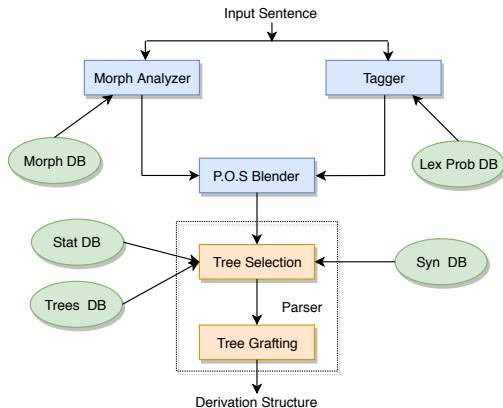 Input Sentence
Morph Analyzer
Tagger
Morph DB
Lex Prob DB
P.O.S Blender
Stat DB
Tree Selection
Syn DB
Trees DB
Parser
Tree Grafting
Derivation Structure